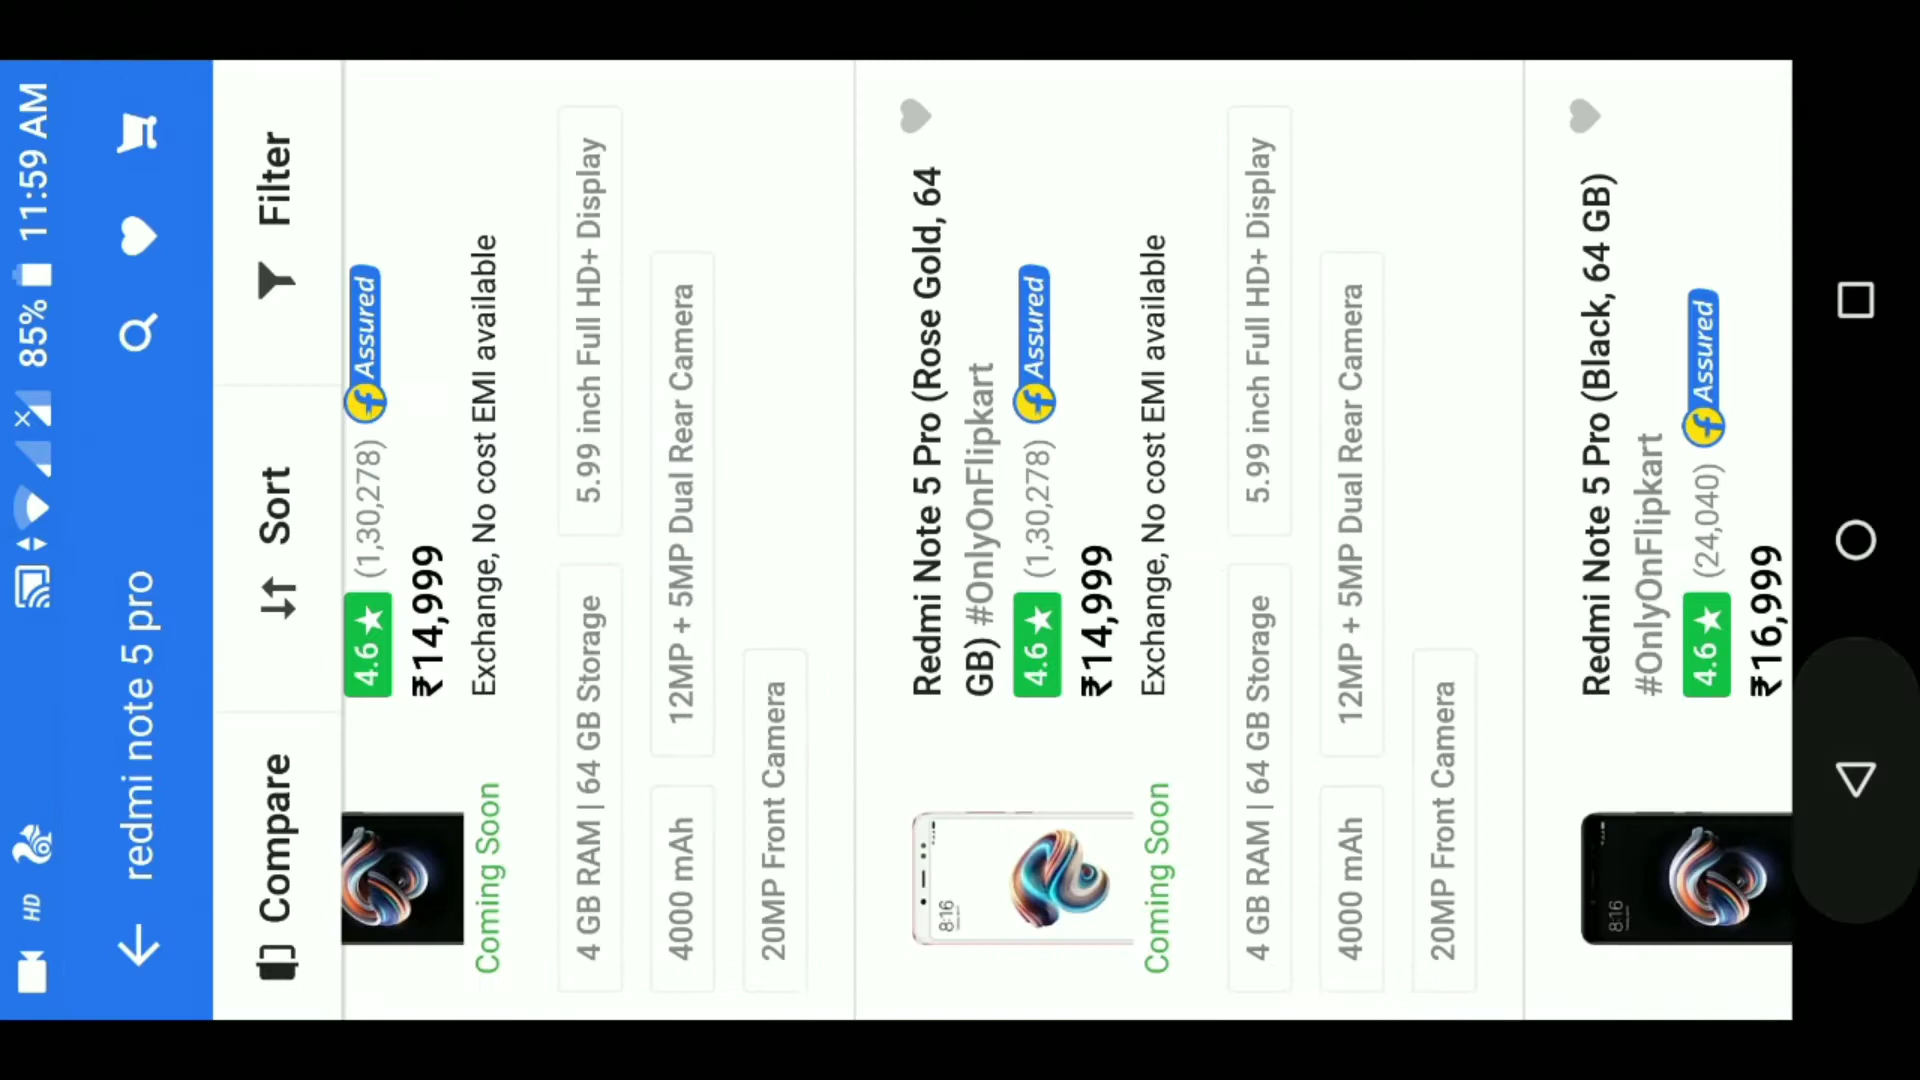 HD
85%
11:59 AM
redmi note 5 pro
Compare
Sort
Filter
4.6 ★ (1,30,278) f Assured
₹14,999
Exchange, No cost EMI available
Coming Soon
4 GB RAM | 64 GB Storage
5.99 inch Full HD+ Display
4000 mAh
12MP + 5MP Dual Rear Camera
20MP Front Camera
Redmi Note 5 Pro (Rose Gold, 64
GB) #OnlyOnFlipkart
4.6 ★ (1,30,278) f Assured
₹14,999
Exchange, No cost EMI available
8:16
Coming Soon
4 GB RAM | 64 GB Storage
5.99 inch Full HD+ Display
4000 mAh
12MP + 5MP Dual Rear Camera
20MP Front Camera
Redmi Note 5 Pro (Black, 64 GB)
#OnlyOnFlipkart
4.6 ★ (24,040) f Assured
₹16,999
8:16